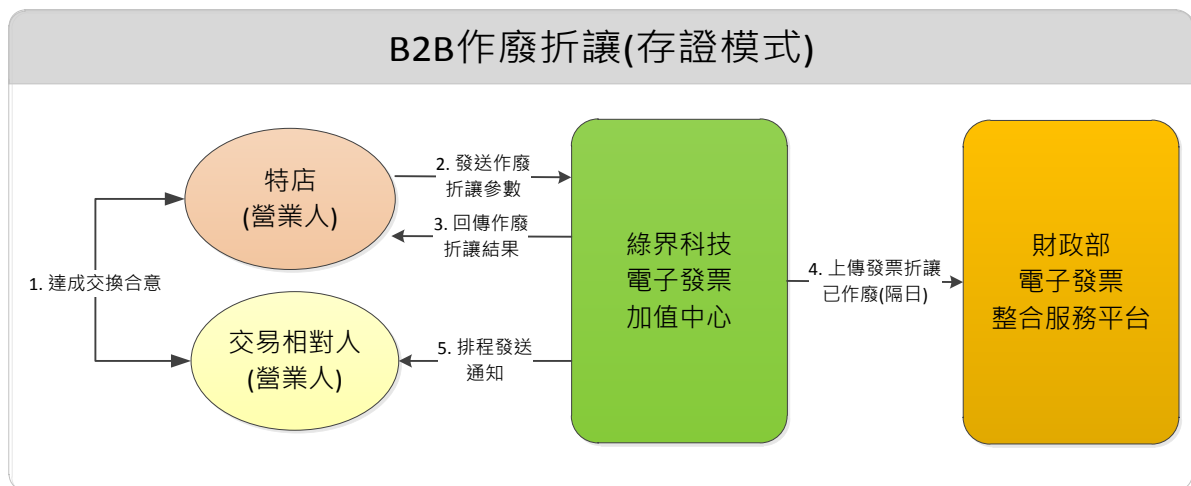 B2B作廢折讓(存證模式)
特店
(營業人)
2. 發送作廢
折讓參數
3. 回傳作廢
折讓結果
1. 達成交換合意
交易相對人
(營業人)
5. 排程發送
通知
綠界科技
電子發票
加值中心
4. 上傳發票折讓
已作廢(隔日)
財政部
電子發票
整合服務平台